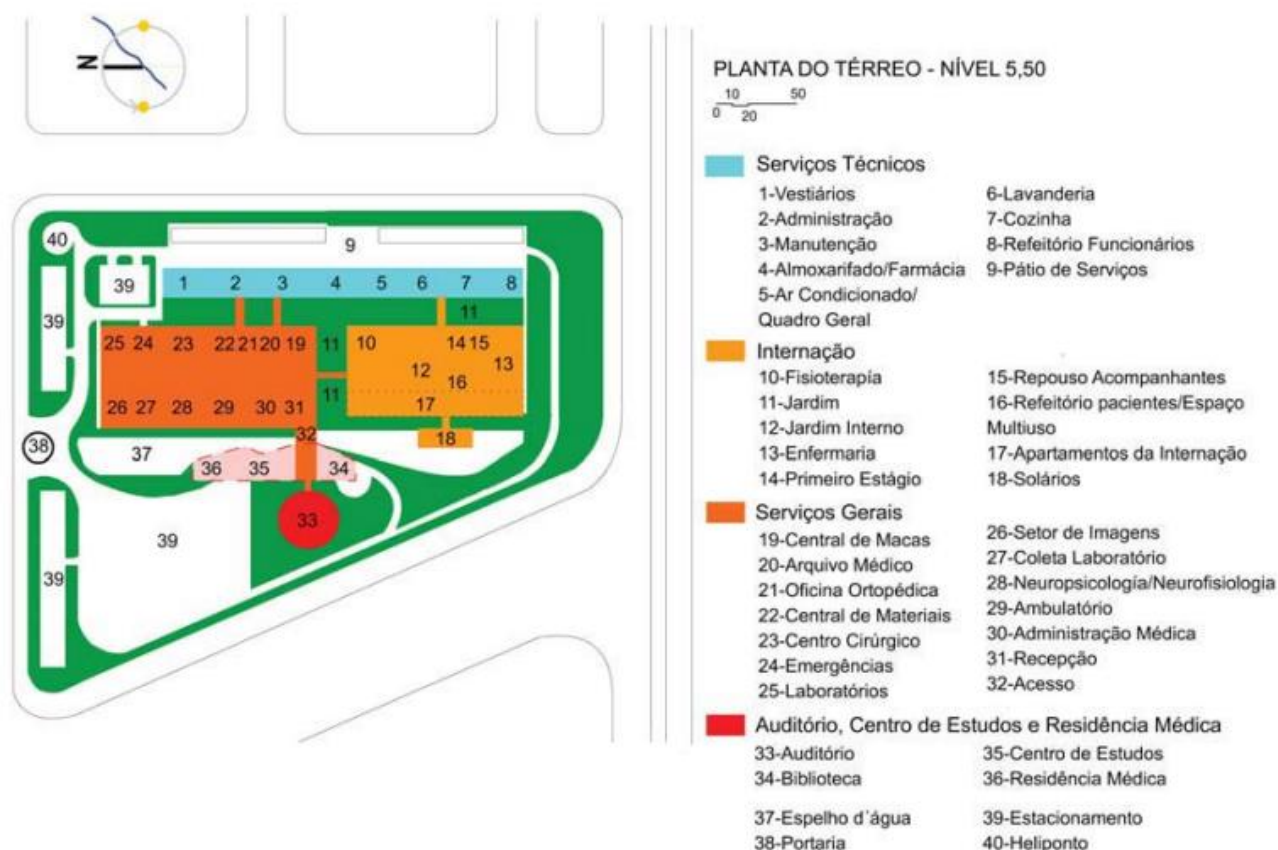 N
PLANTA DO TÉRREO - NÍVEL 5,50
10 50
0 20
Serviços Técnicos
1-Vestiários
2-Administração
3-Manutenção
4-Almoxarifado/Farmácia
5-Ar Condicionado/
Quadro Geral
6-Lavanderia
7-Cozinha
8-Refeitório Funcionários
9-Pátio de Serviços
Internação
10-Fisioterapía
11-Jardim
12-Jardim Interno
13-Enfermaria
14-Primeiro Estágio
15-Repouso Acompanhantes
16-Refeitório pacientes/Espaço
Multiuso
17-Apartamentos da Internação
18-Solários
Serviços Gerais
19-Central de Macas
20-Arquivo Médico
21-Oficina Ortopédica
22-Central de Materiais
23-Centro Cirúrgico
24-Emergências
25-Laboratórios
26-Setor de Imagens
27-Coleta Laboratório
28-Neuropsicología/Neurofisiologia
29-Ambulatório
30-Administração Médica
31-Recepção
32-Acesso
Auditório, Centro de Estudos e Residência Médica
33-Auditório
34-Biblioteca
35-Centro de Estudos
36-Residência Médica
37-Espelho d´água
38-Portaria
39-Estacionamento
40-Heliponto
40
9
39
1 2 3 4 5 6 7 8
39
11
25 24 23 22 21 20 19 11 10 14 15
13
12
16
11
26 27 28 29 30 31 17
32
38 37 18
36 35 34
33
39
39